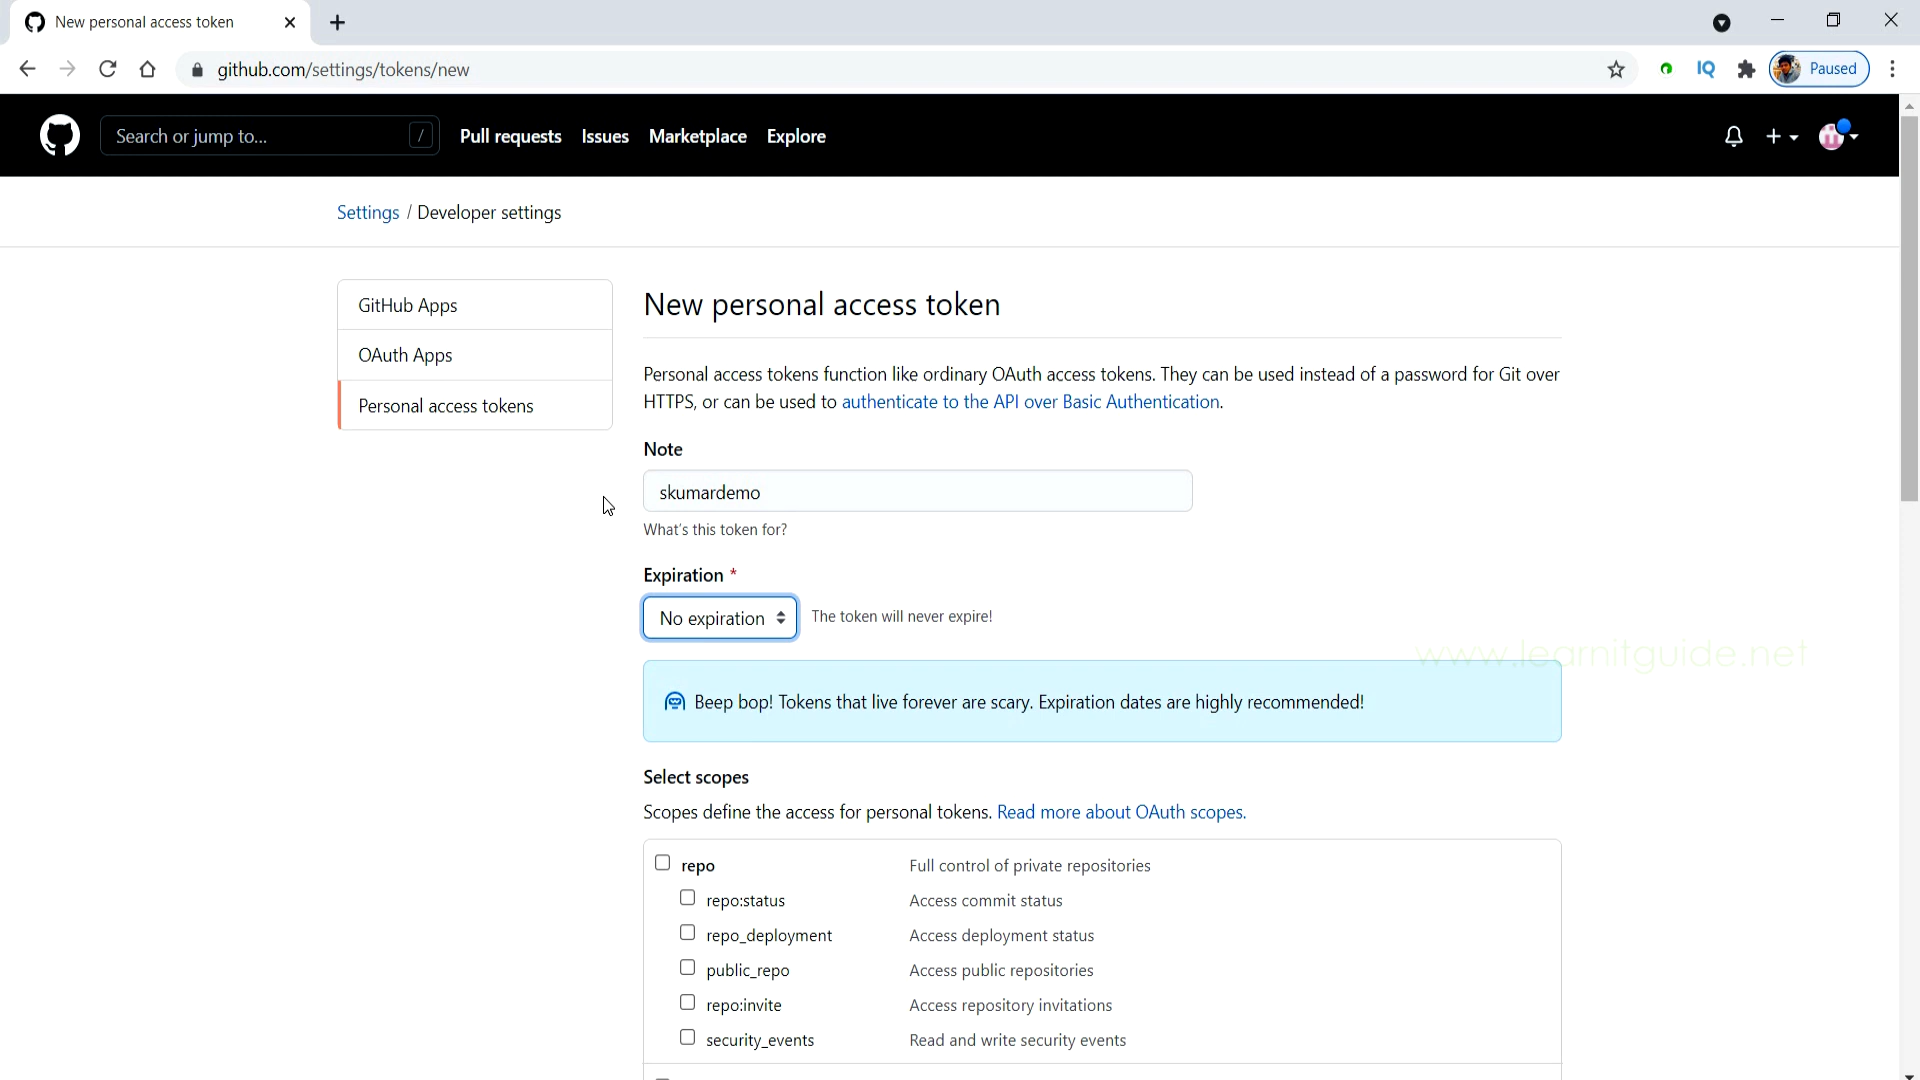 New personal access token
github.com/settings/tokens/new
IQ
Paused
Search or jump to...
/
Pull requests
Issues
Marketplace
Explore
Settings / Developer settings
GitHub Apps
OAuth Apps
Personal access tokens
New personal access token
Personal access tokens function like ordinary OAuth access tokens. They can be used instead of a password for Git over
HTTPS, or can be used to authenticate to the API over Basic Authentication.
Note
skumardemo
What's this token for?
Expiration *
No expiration
The token will never expire!
www.learnitguide.net
Beep bop! Tokens that live forever are scary. Expiration dates are highly recommended!
Select scopes
Scopes define the access for personal tokens. Read more about OAuth scopes.
repo Full control of private repositories
repo:status Access commit status
repo_deployment Access deployment status
public_repo Access public repositories
repo:invite Access repository invitations
security_events Read and write security events